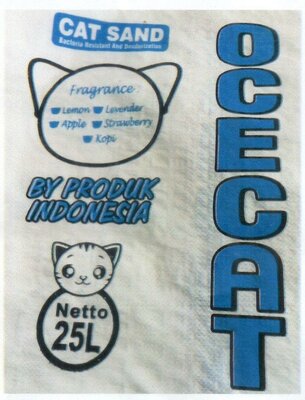 CAT SAND
Bacteria Resistant And Deodorization
Fragrance :
Lemon Lavender
Apple Strawberry
Kopi
BY PRODUK
INDONESIA
Netto
25L
OCECAT